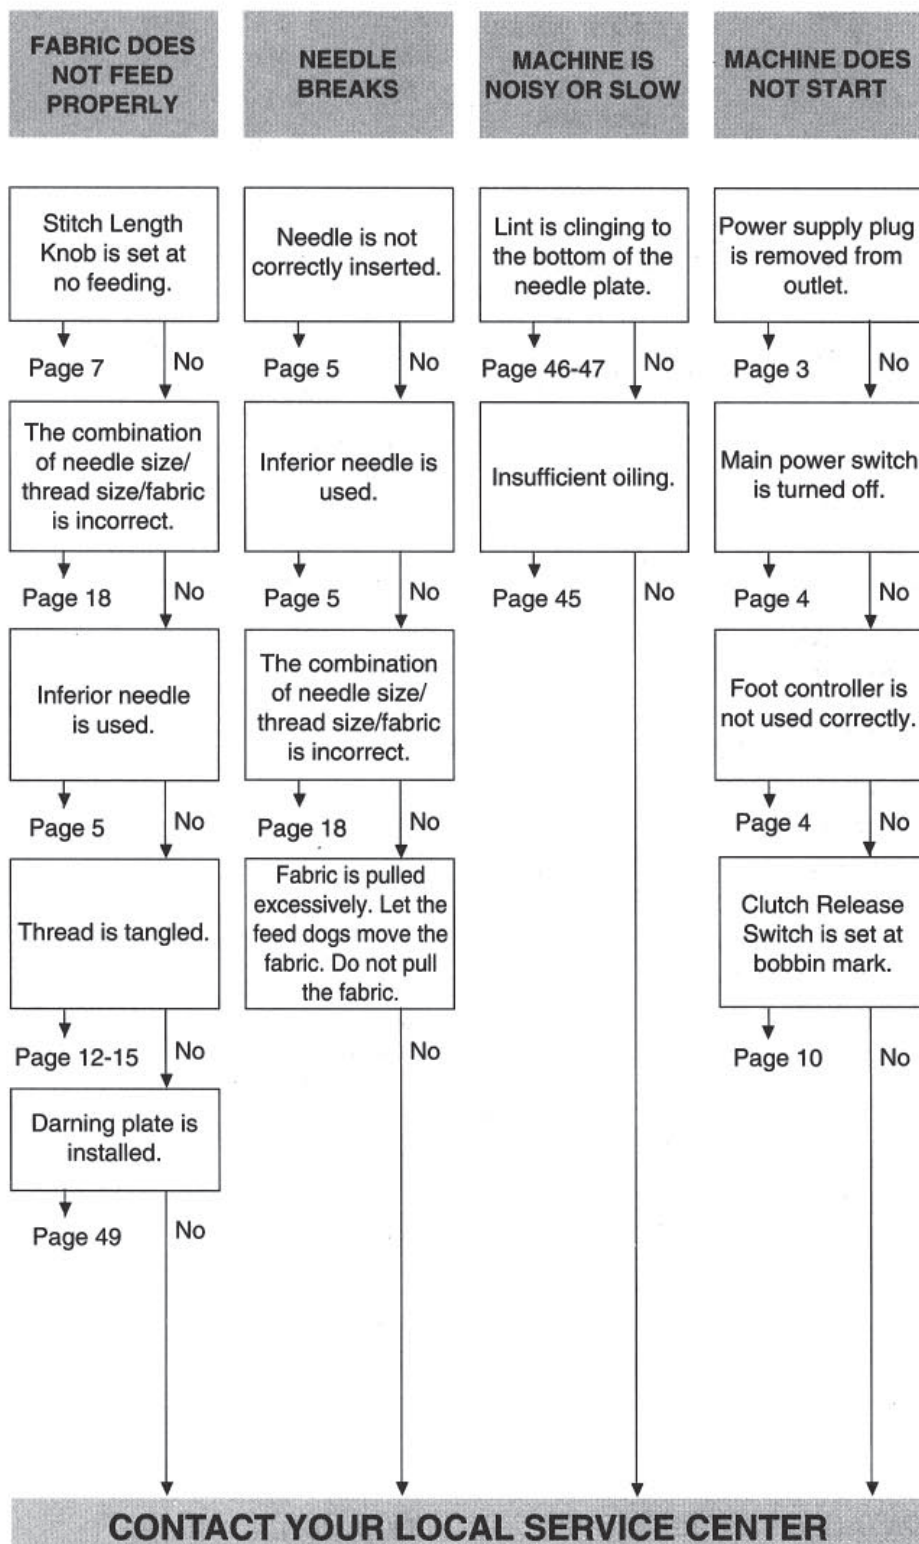 FABRIC DOES
NOT FEED
PROPERLY
Stitch Length
Knob is set at
no feeding.
Page 7
No
The combination
of needle size/
thread size/fabric
is incorrect.
Page 18
No
Inferior needle
is used.
Page 5
No
Thread is tangled.
Page 12-15
No
Darning plate is
installed.
Page 49
No
NEEDLE
BREAKS
Needle is not
correctly inserted.
Page 5
No
Inferior needle is
used.
Page 5
No
The combination
of needle size/
thread size/fabric
is incorrect.
Page 18
No
Fabric is pulled
excessively. Let the
feed dogs move the
fabric. Do not pull
the fabric.
No
MACHINE IS
NOISY OR SLOW
Lint is clinging to
the bottom of the
needle plate.
Page 46-47
No
Insufficient oiling.
Page 45
No
MACHINE DOES
NOT START
Power supply plug
is removed from
outlet.
Page 3
No
Main power switch
is turned off.
Page 4
No
Foot controller is
not used correctly.
Page 4
No
Clutch Release
Switch is set at
bobbin mark.
Page 10
No
CONTACT YOUR LOCAL SERVICE CENTER